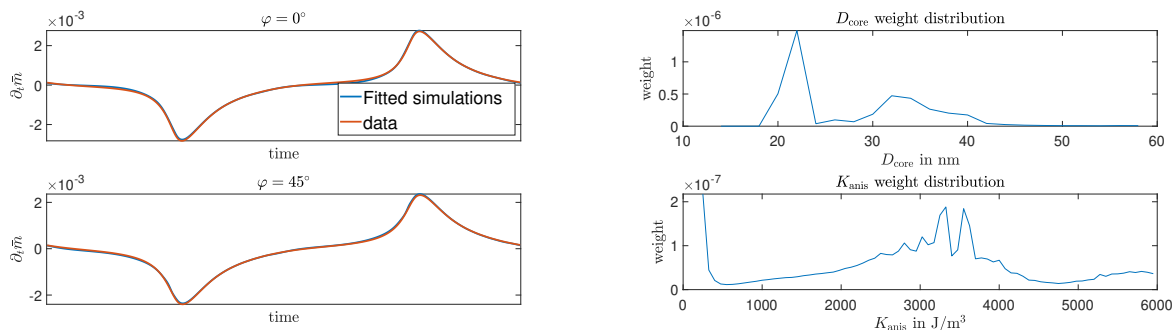 ×10⁻³
φ = 0°
2
0
-2
∂ₜm̄
Fitted simulations
data
time
×10⁻³
φ = 45°
2
0
-2
∂ₜm̄
time
×10⁻⁶
D_core weight distribution
1
0.5
0
weight
10 20 30 40 50 60
D_core in nm
×10⁻⁷
K_anis weight distribution
2
1
0
weight
0 1000 2000 3000 4000 5000 6000
K_anis in J/m³